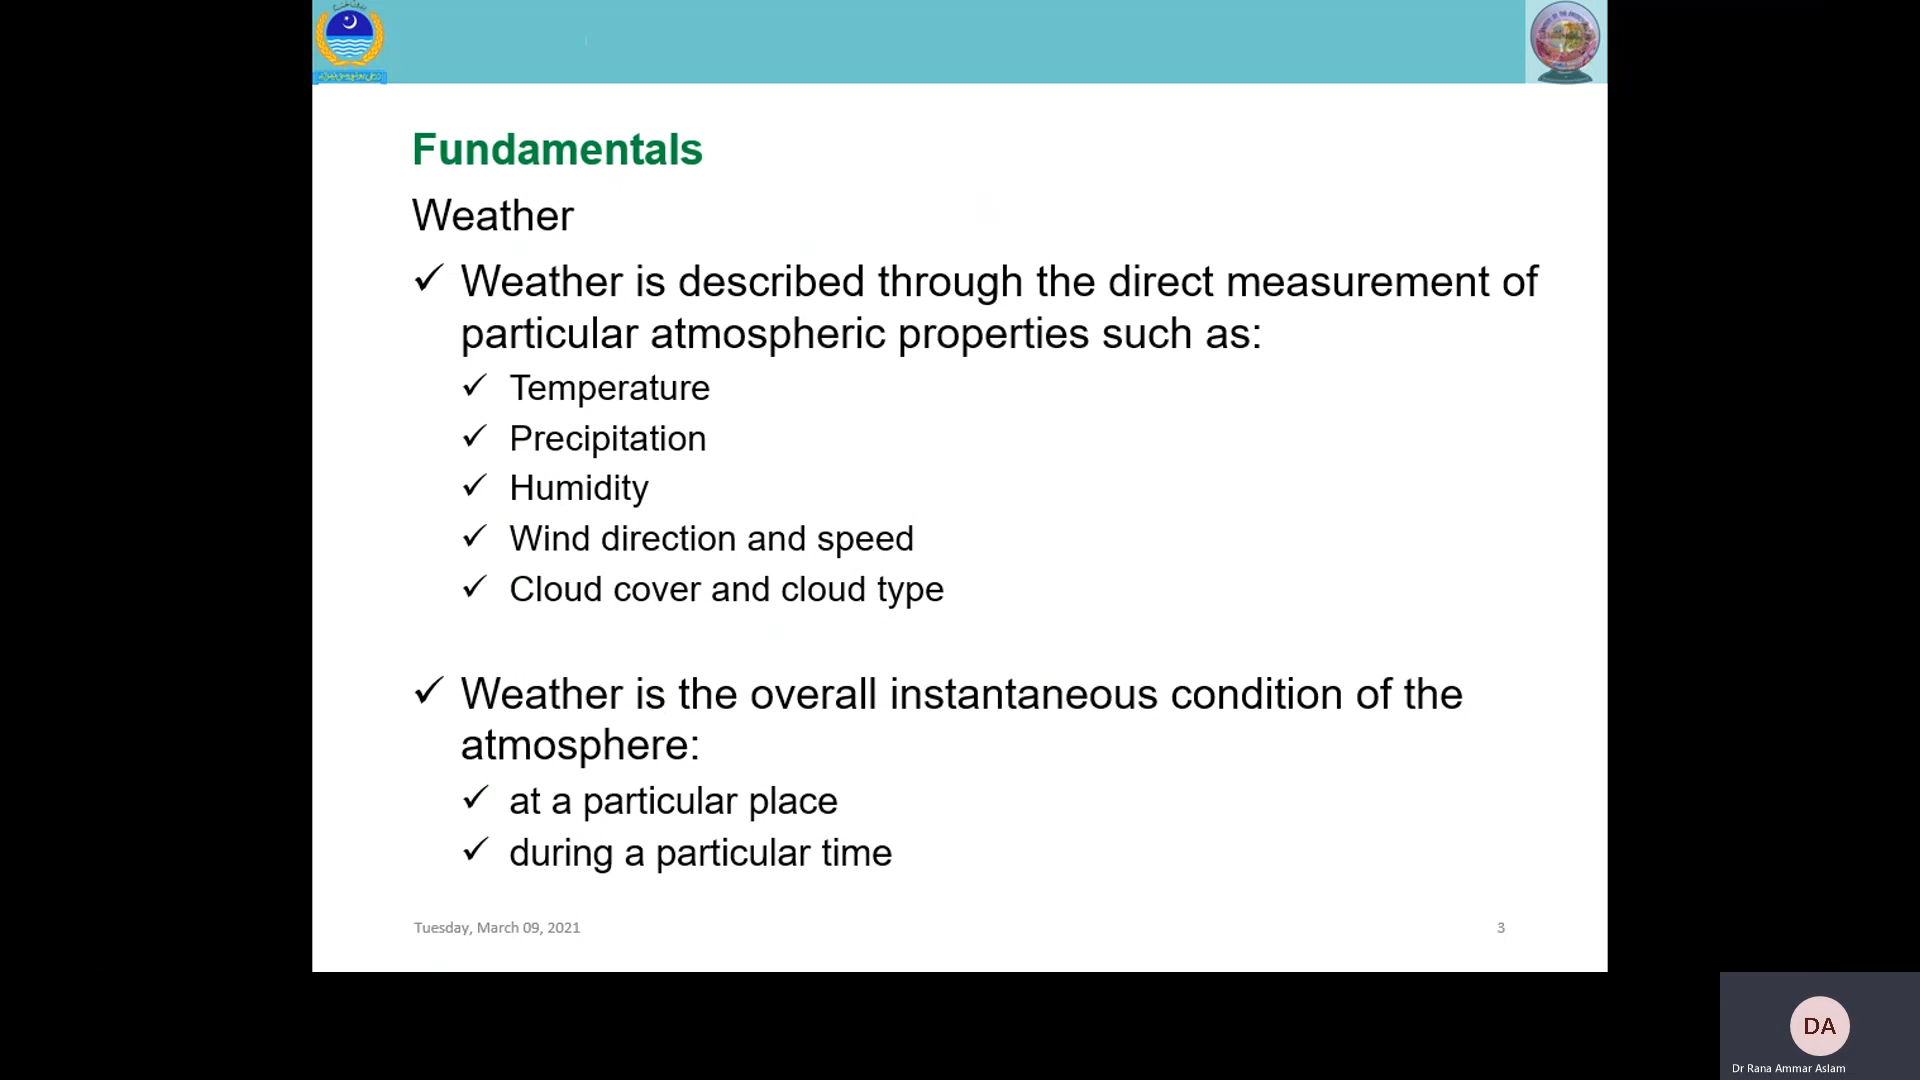 Fundamentals
Weather
✓ Weather is described through the direct measurement of
particular atmospheric properties such as:
✓ Temperature
✓ Precipitation
✓ Humidity
✓ Wind direction and speed
✓ Cloud cover and cloud type
✓ Weather is the overall instantaneous condition of the
atmosphere:
✓ at a particular place
✓ during a particular time
Tuesday, March 09, 2021
3
DA
Dr Rana Ammar Aslam